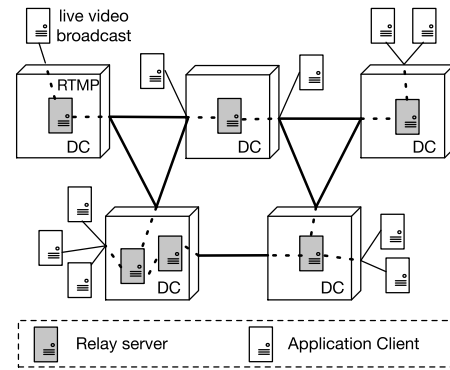 live video
broadcast
RTMP
DC
DC
DC
DC
DC
Relay server
Application Client